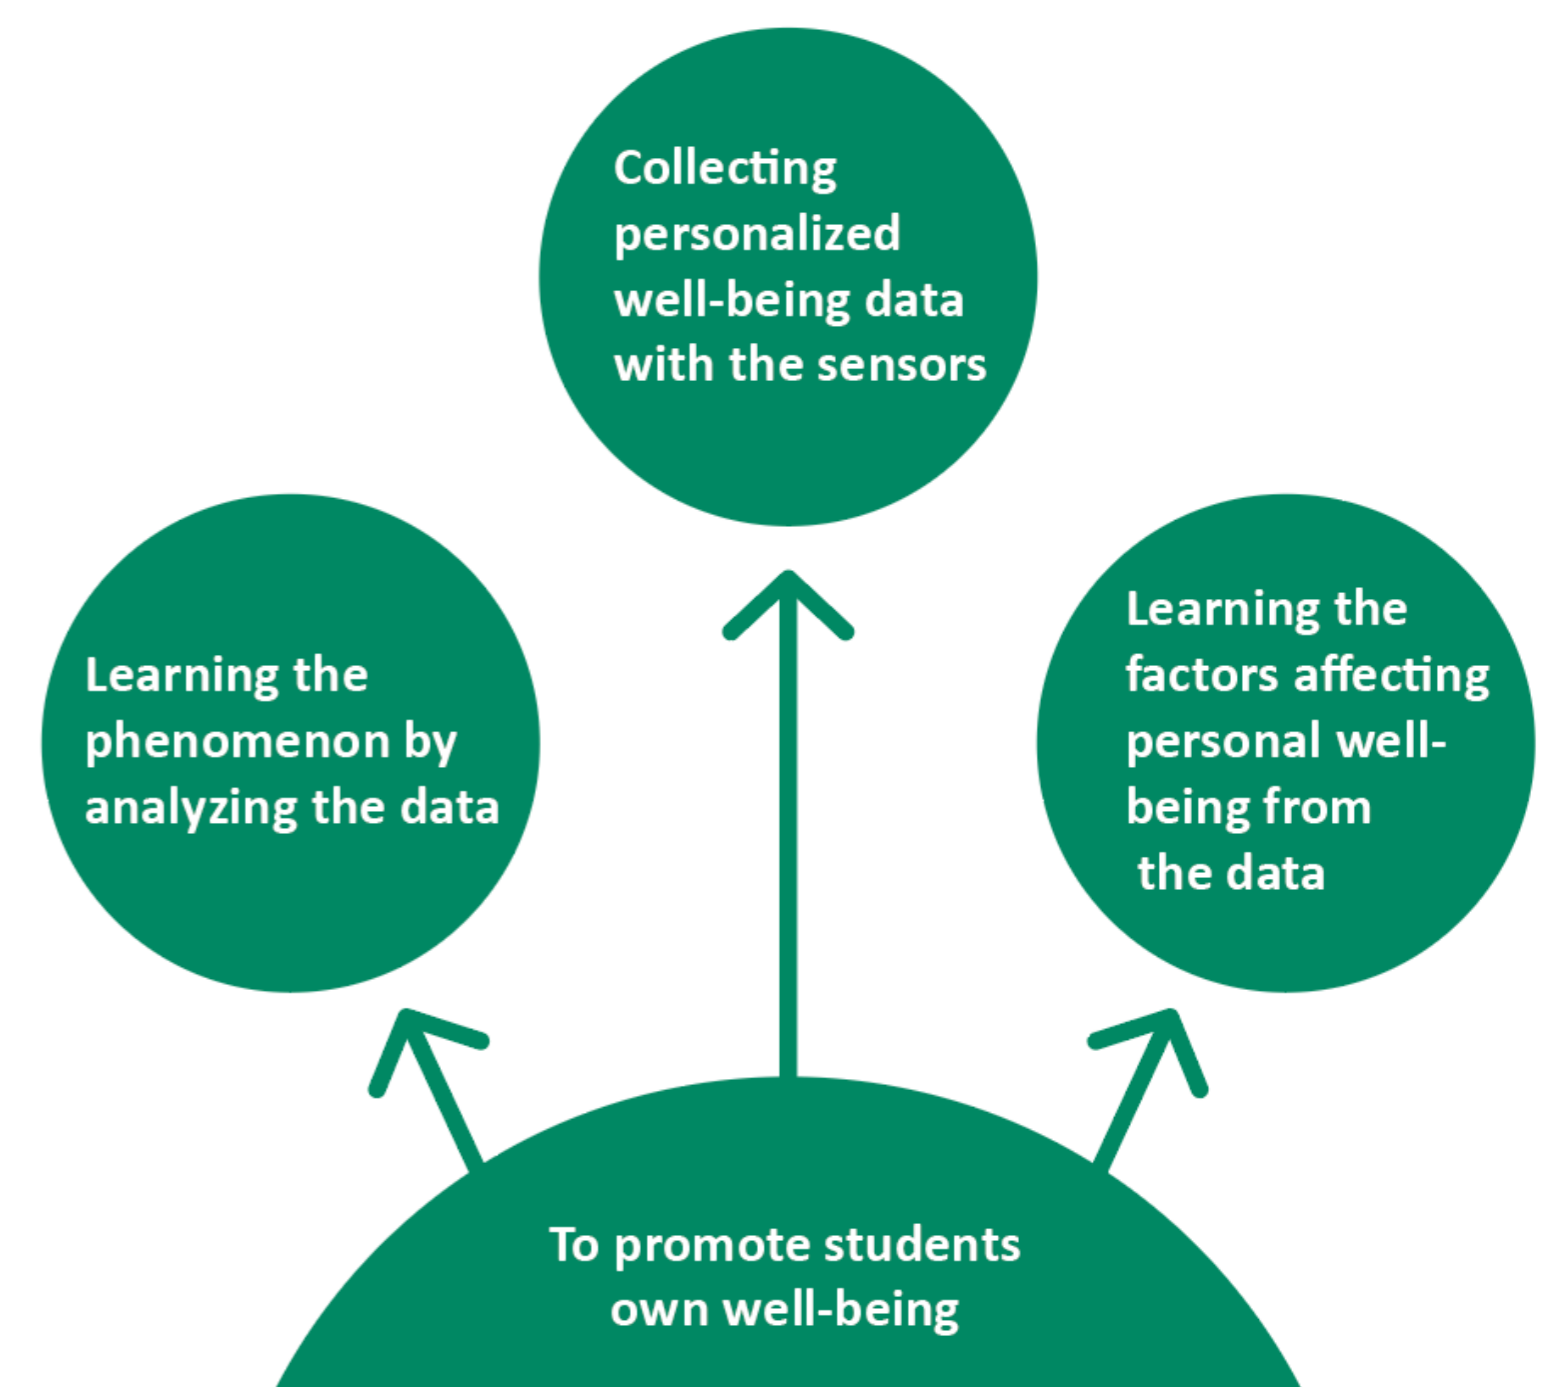 Collecting
personalized
well-being data
with the sensors
Learning the
phenomenon by
analyzing the data
Learning the
factors affecting
personal well-
being from
the data
To promote students
own well-being